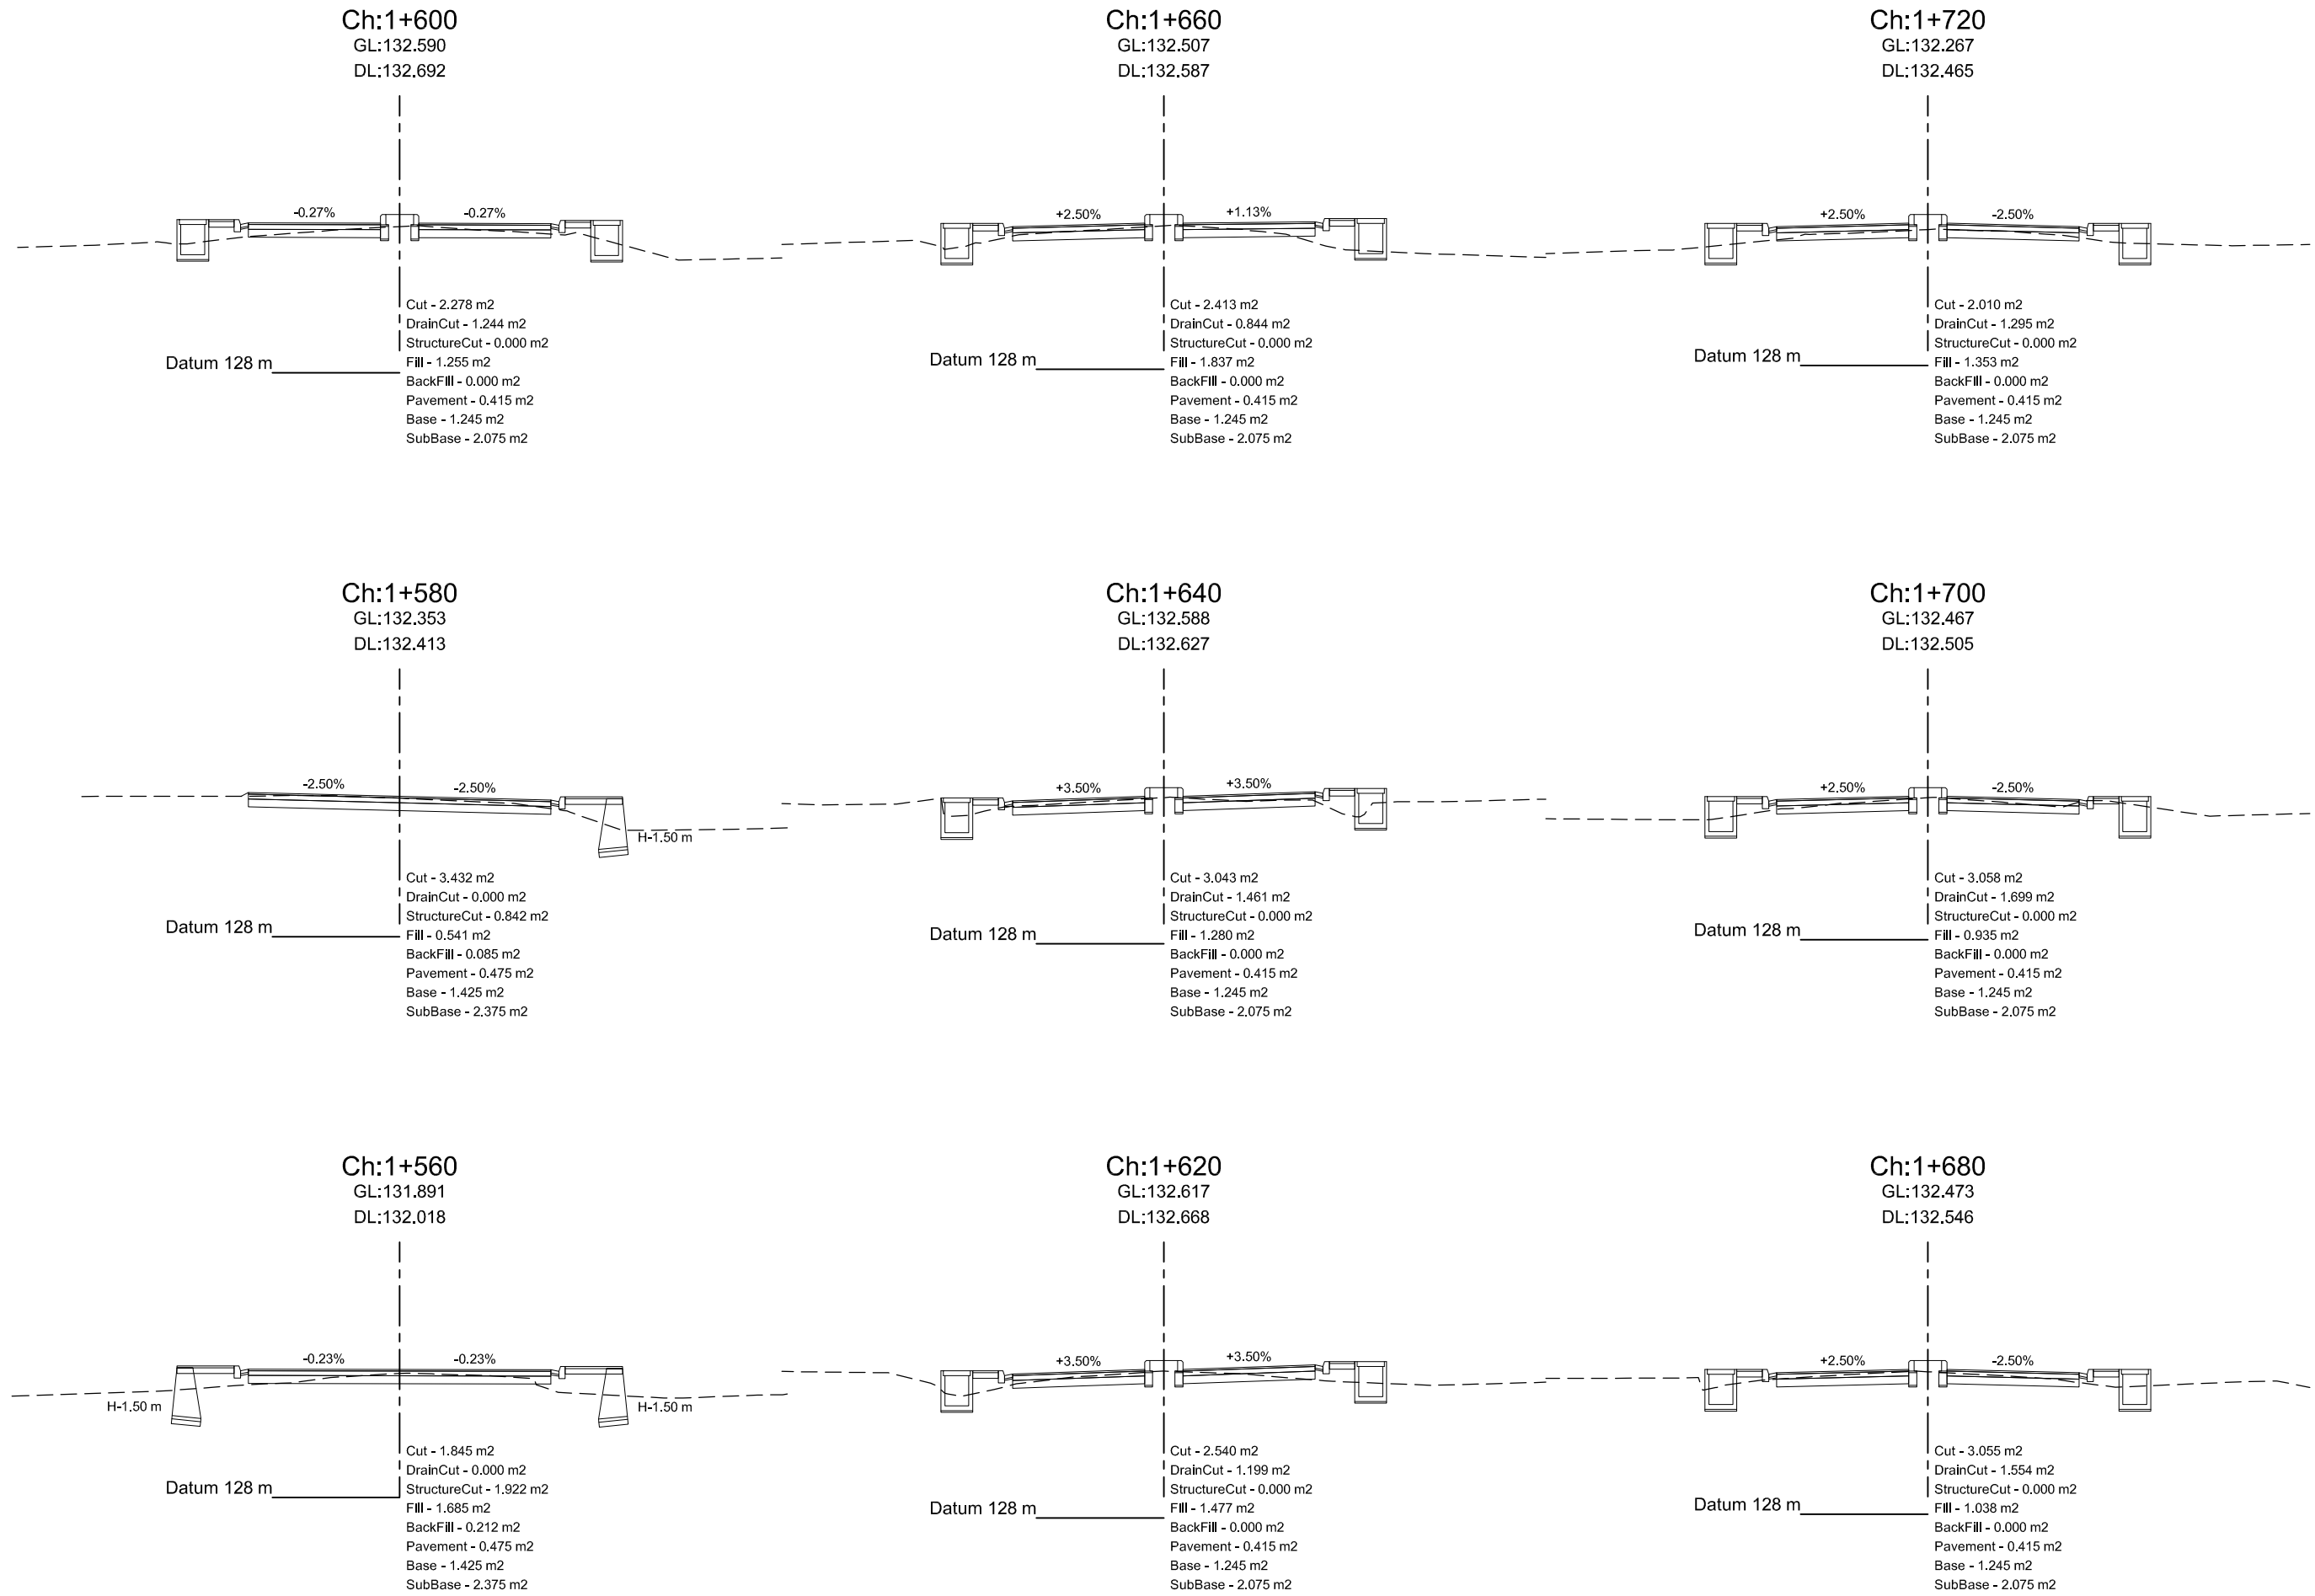 Ch:1+600
GL:132.590
DL:132.692
-0.27%
-0.27%
Cut - 2.278 m2
DrainCut - 1.244 m2
StructureCut - 0.000 m2
Datum 128 m
Fill - 1.255 m2
BackFill - 0.000 m2
Pavement - 0.415 m2
Base - 1.245 m2
SubBase - 2.075 m2
Ch:1+660
GL:132.507
DL:132.587
+2.50%
+1.13%
Cut - 2.413 m2
DrainCut - 0.844 m2
StructureCut - 0.000 m2
Datum 128 m
Fill - 1.837 m2
BackFill - 0.000 m2
Pavement - 0.415 m2
Base - 1.245 m2
SubBase - 2.075 m2
Ch:1+720
GL:132.267
DL:132.465
+2.50%
-2.50%
Cut - 2.010 m2
DrainCut - 1.295 m2
StructureCut - 0.000 m2
Datum 128 m
Fill - 1.353 m2
BackFill - 0.000 m2
Pavement - 0.415 m2
Base - 1.245 m2
SubBase - 2.075 m2
Ch:1+580
GL:132.353
DL:132.413
-2.50%
-2.50%
H-1.50 m
Cut - 3.432 m2
DrainCut - 0.000 m2
StructureCut - 0.842 m2
Datum 128 m
Fill - 0.541 m2
BackFill - 0.085 m2
Pavement - 0.475 m2
Base - 1.425 m2
SubBase - 2.375 m2
Ch:1+640
GL:132.588
DL:132.627
+3.50%
+3.50%
Cut - 3.043 m2
DrainCut - 1.461 m2
StructureCut - 0.000 m2
Datum 128 m
Fill - 1.280 m2
BackFill - 0.000 m2
Pavement - 0.415 m2
Base - 1.245 m2
SubBase - 2.075 m2
Ch:1+700
GL:132.467
DL:132.505
+2.50%
-2.50%
Cut - 3.058 m2
DrainCut - 1.699 m2
StructureCut - 0.000 m2
Datum 128 m
Fill - 0.935 m2
BackFill - 0.000 m2
Pavement - 0.415 m2
Base - 1.245 m2
SubBase - 2.075 m2
Ch:1+560
GL:131.891
DL:132.018
-0.23%
-0.23%
H-1.50 m
H-1.50 m
Cut - 1.845 m2
DrainCut - 0.000 m2
StructureCut - 1.922 m2
Datum 128 m
Fill - 1.685 m2
BackFill - 0.212 m2
Pavement - 0.475 m2
Base - 1.425 m2
SubBase - 2.375 m2
Ch:1+620
GL:132.617
DL:132.668
+3.50%
+3.50%
Cut - 2.540 m2
DrainCut - 1.199 m2
StructureCut - 0.000 m2
Datum 128 m
Fill - 1.477 m2
BackFill - 0.000 m2
Pavement - 0.415 m2
Base - 1.245 m2
SubBase - 2.075 m2
Ch:1+680
GL:132.473
DL:132.546
+2.50%
-2.50%
Cut - 3.055 m2
DrainCut - 1.554 m2
StructureCut - 0.000 m2
Datum 128 m
Fill - 1.038 m2
BackFill - 0.000 m2
Pavement - 0.415 m2
Base - 1.245 m2
SubBase - 2.075 m2